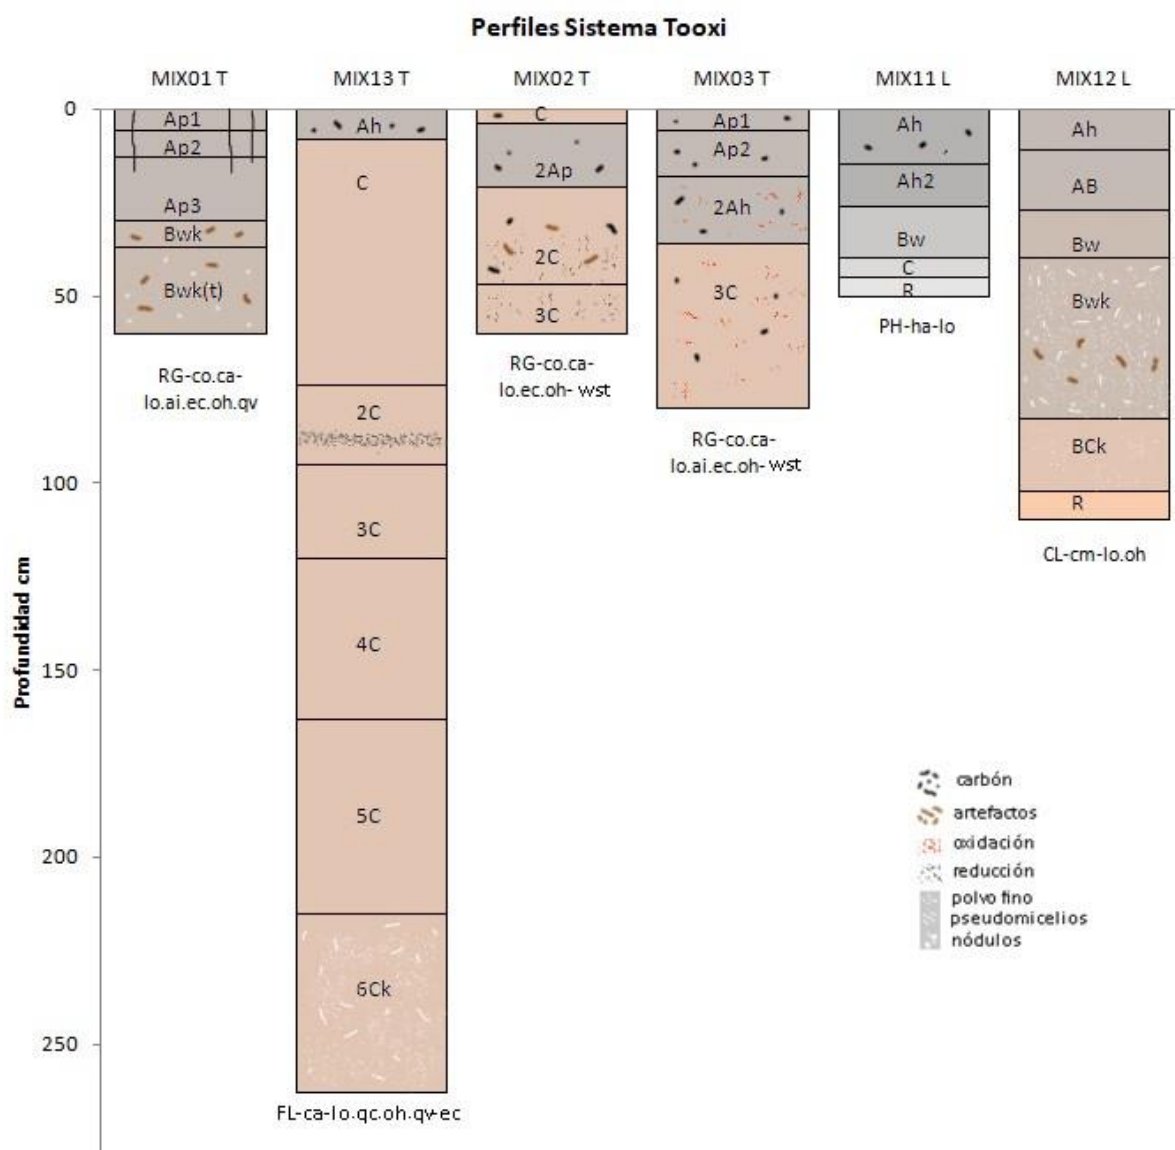 Perfiles Sistema Tooxi
MIX01 T
MIX13 T
MIX02 T
MIX03 T
MIX11 L
MIX12 L
Profundidad cm
0
50
100
150
200
250
Ap1
Ap2
Ap3
Bwk
Bwk(t)
RG-co.ca-
lo.ai.ec.oh.qv
Ah
C
2C
3C
4C
5C
6Ck
FL-ca-lo.qc.oh.qv-ec
C
2Ap
2C
3C
RG-co.ca-
lo.ec.oh- wst
Ap1
Ap2
2Ah
3C
RG-co.ca-
lo.ai.ec.oh- wst
Ah
Ah2
Bw
C
R
PH-ha-lo
Ah
AB
Bw
Bwk
BCk
R
CL-cm-lo.oh
carbón
artefactos
oxidación
reducción
polvo fino
pseudomicelios
nódulos